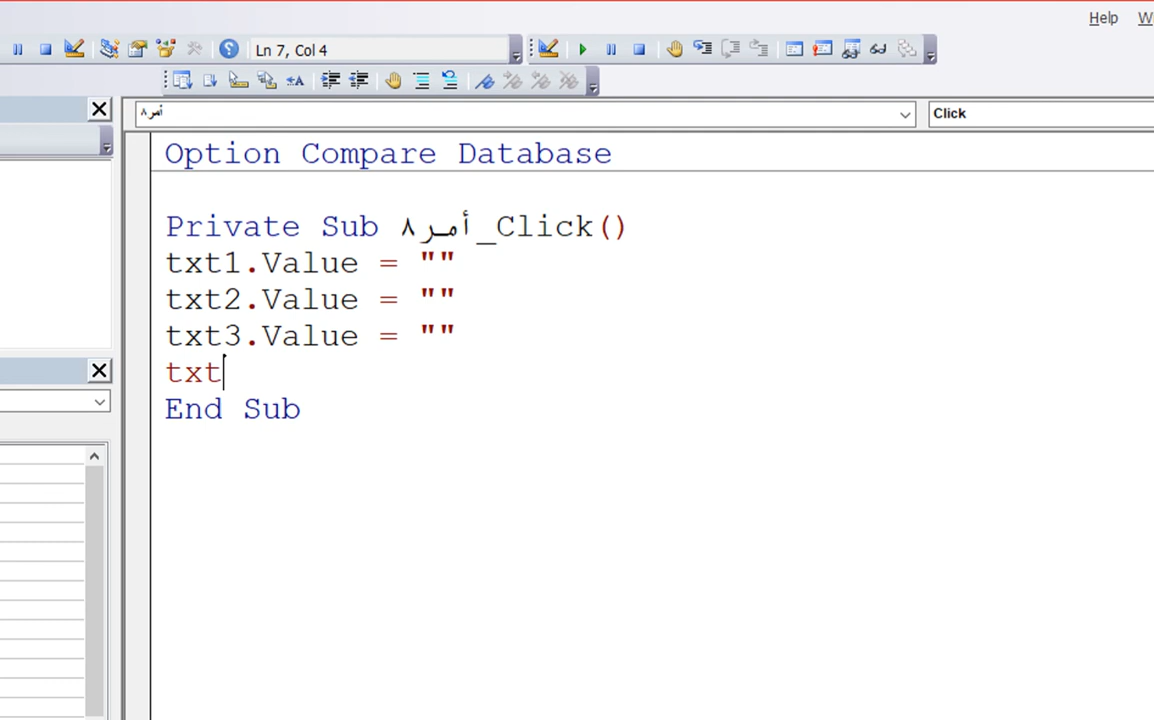 Help
Ln 7, Col 4
أمر٨
Click
Option Compare Database
Private Sub أمر٨_Click()
txt1.Value = ""
txt2.Value = ""
txt3.Value = ""
txt
End Sub